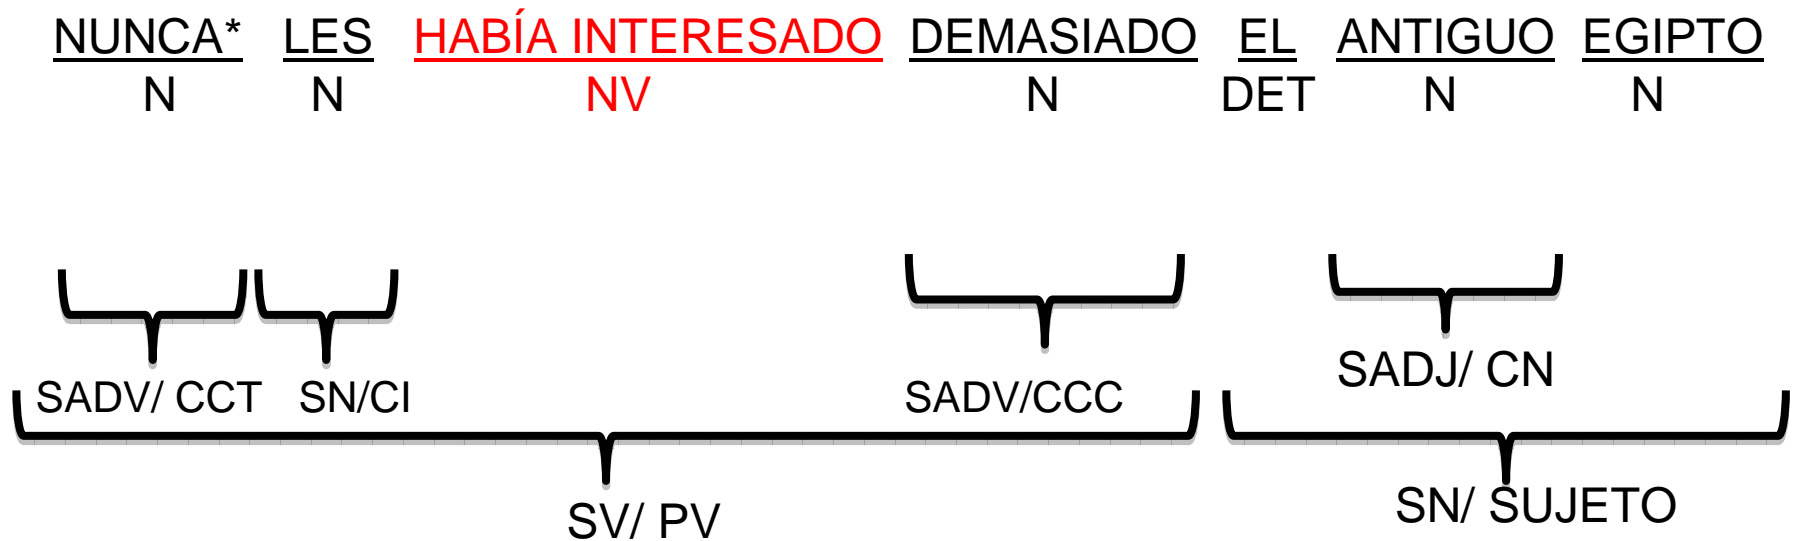 NUNCA* LES HABÍA INTERESADO DEMASIADO EL ANTIGUO EGIPTO
N N NV N DET N N
SADJ/ CN
SADV/ CCT SN/CI SADV/CCC
SV/ PV SN/ SUJETO